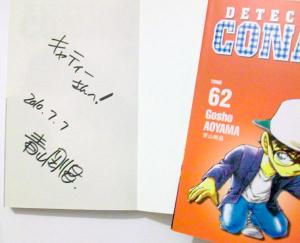 キャティー
さんへ!
2010.7.7
青山剛昌
DETEC
CONA
TOME
62
Gosho
AOYAMA
青山剛昌